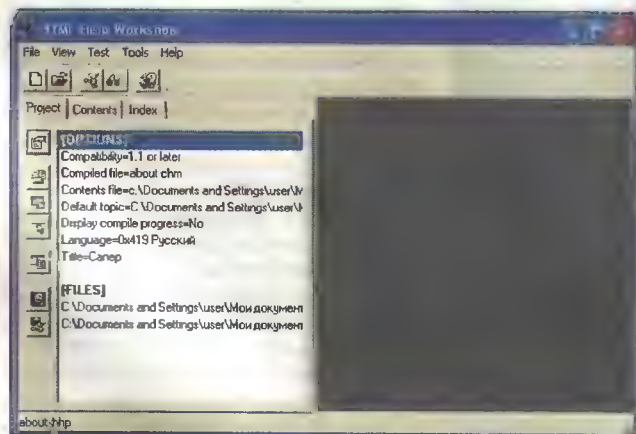 HTML Help Workshop
File View Test Tools Help
Project Contents Index
[OPTIONS]
Compatibility=1.1 or later
Compiled file=about chm
Contents file=c.\Documents and Settings\user\М
Default topic=C \Documents and Settings\user\М
Display compile progress=No
Language=0x419 Русский
Title=Сапер
[FILES]
C \Documents and Settings\user\Мои документ
C:\Documents and Settings\user\Мои документ
about.hhp